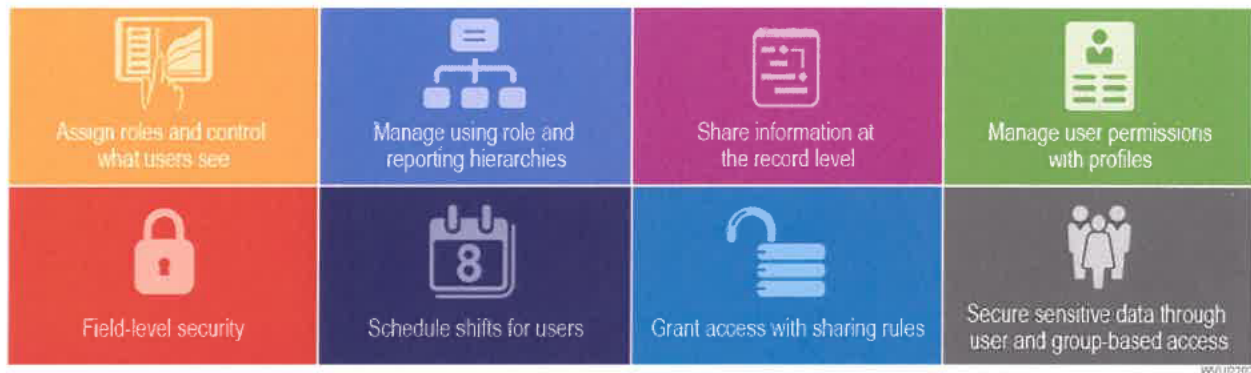 Assign roles and control
what users see
Manage using role and
reporting hierarchies
Share information at
the record level
Manage user permissions
with profiles
Field-level security
8
Schedule shifts for users
Grant access with sharing rules
Secure sensitive data through
user and group-based access